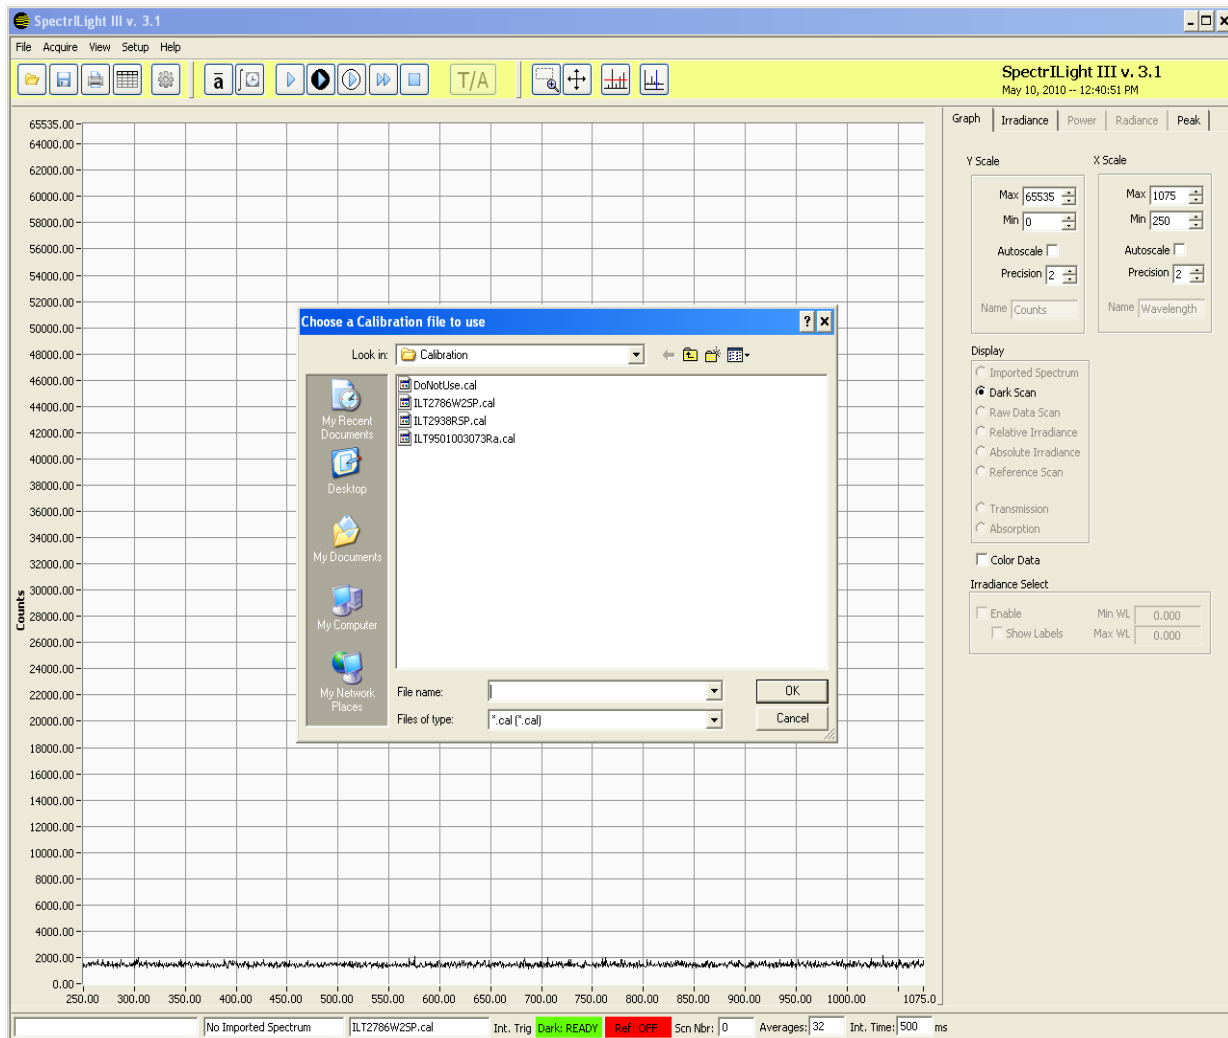 SpectrILight III v. 3.1
File Acquire View Setup Help
ā T/A
SpectrILight III v. 3.1
May 10, 2010 -- 12:40:51 PM
Graph Irradiance Power Radiance Peak
Y Scale X Scale
Max 65535 Max 1075
Min 0 Min 250
Autoscale Autoscale
Precision 2 Precision 2
Name Counts Name Wavelength
Display
Imported Spectrum
Dark Scan
Raw Data Scan
Relative Irradiance
Absolute Irradiance
Reference Scan
Transmission
Absorption
Color Data
Irradiance Select
Enable Min WL 0.000
Show Labels Max WL 0.000
65535.00
64000.00
62000.00
60000.00
58000.00
56000.00
54000.00
52000.00
50000.00
48000.00
46000.00
44000.00
42000.00
40000.00
38000.00
36000.00
34000.00
32000.00
30000.00
28000.00
26000.00
24000.00
22000.00
20000.00
18000.00
16000.00
14000.00
12000.00
10000.00
8000.00
6000.00
4000.00
2000.00
0.00
Counts
250.00 300.00 350.00 400.00 450.00 500.00 550.00 600.00 650.00 700.00 750.00 800.00 850.00 900.00 950.00 1000.00 1075.0
Choose a Calibration file to use
Look in: Calibration
My Recent Documents
Desktop
My Documents
My Computer
My Network Places
DoNotUse.cal
ILT2786W2SP.cal
ILT2938RSP.cal
ILT9501003073Ra.cal
File name: OK
Files of type: *.cal (*.cal) Cancel
No Imported Spectrum ILT2786W2SP.cal Int. Trig Dark: READY Ref: OFF Scn Nbr: 0 Averages: 32 Int. Time: 500 ms